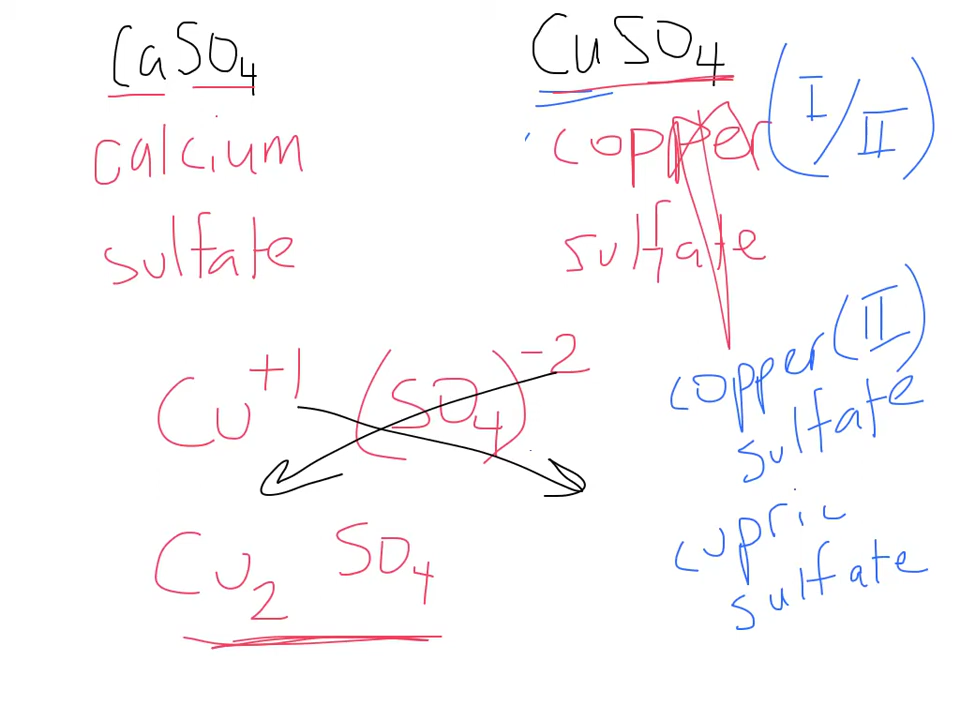 CaSO4
calcium
sulfate
CuSO4
copper (I/II)
sulfate
Cu+1 (SO4)-2
Cu2 SO4
copper (II)
sulfate
cupric
sulfate